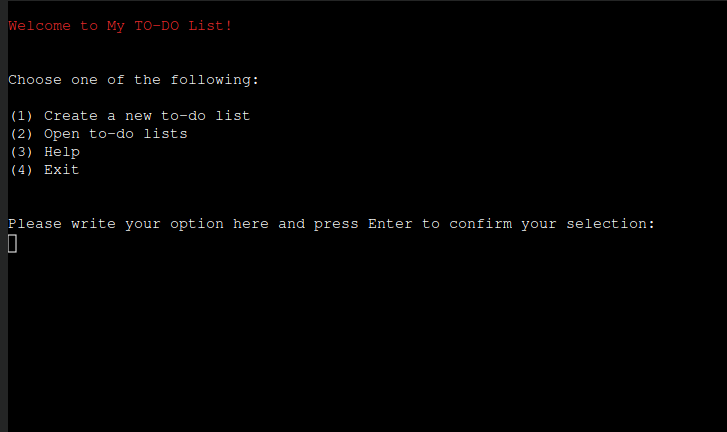 Welcome to My TO-DO List!
Choose one of the following:
(1) Create a new to-do list
(2) Open to-do lists
(3) Help
(4) Exit
Please write your option here and press Enter to confirm your selection: